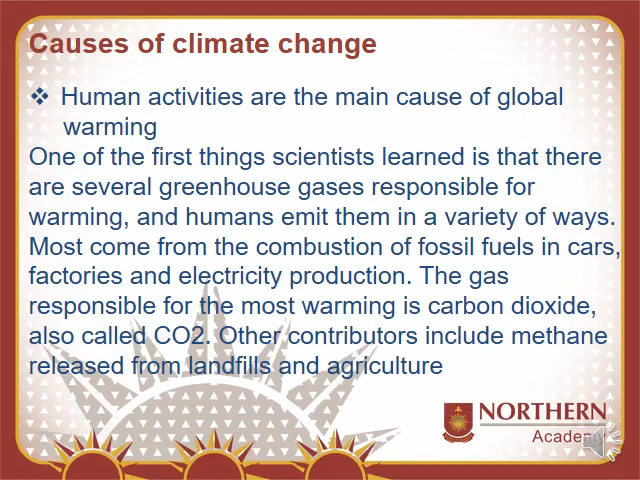 Causes of climate change
❖ Human activities are the main cause of global
warming
One of the first things scientists learned is that there
are several greenhouse gases responsible for
warming, and humans emit them in a variety of ways.
Most come from the combustion of fossil fuels in cars,
factories and electricity production. The gas
responsible for the most warming is carbon dioxide,
also called CO2. Other contributors include methane
released from landfills and agriculture
NORTHERN
Academy